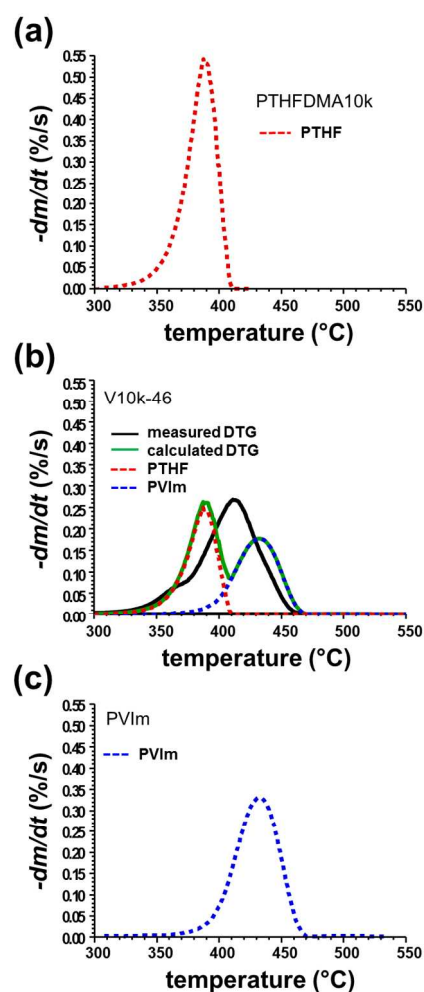 (a)
0.55
0.50
0.45
0.40
0.35
0.30
0.25
0.20
0.15
0.10
0.05
0.00
-dm/dt (%/s)
PTHFDMA10k
PTHF
300 350 400 450 500 550
temperature (°C)
(b)
0.55
0.50
0.45
0.40
0.35
0.30
0.25
0.20
0.15
0.10
0.05
0.00
-dm/dt (%/s)
V10k-46
measured DTG
calculated DTG
PTHF
PVIm
300 350 400 450 500 550
temperature (°C)
(c)
0.55
0.50
0.45
0.40
0.35
0.30
0.25
0.20
0.15
0.10
0.05
0.00
-dm/dt (%/s)
PVIm
PVIm
300 350 400 450 500 550
temperature (°C)